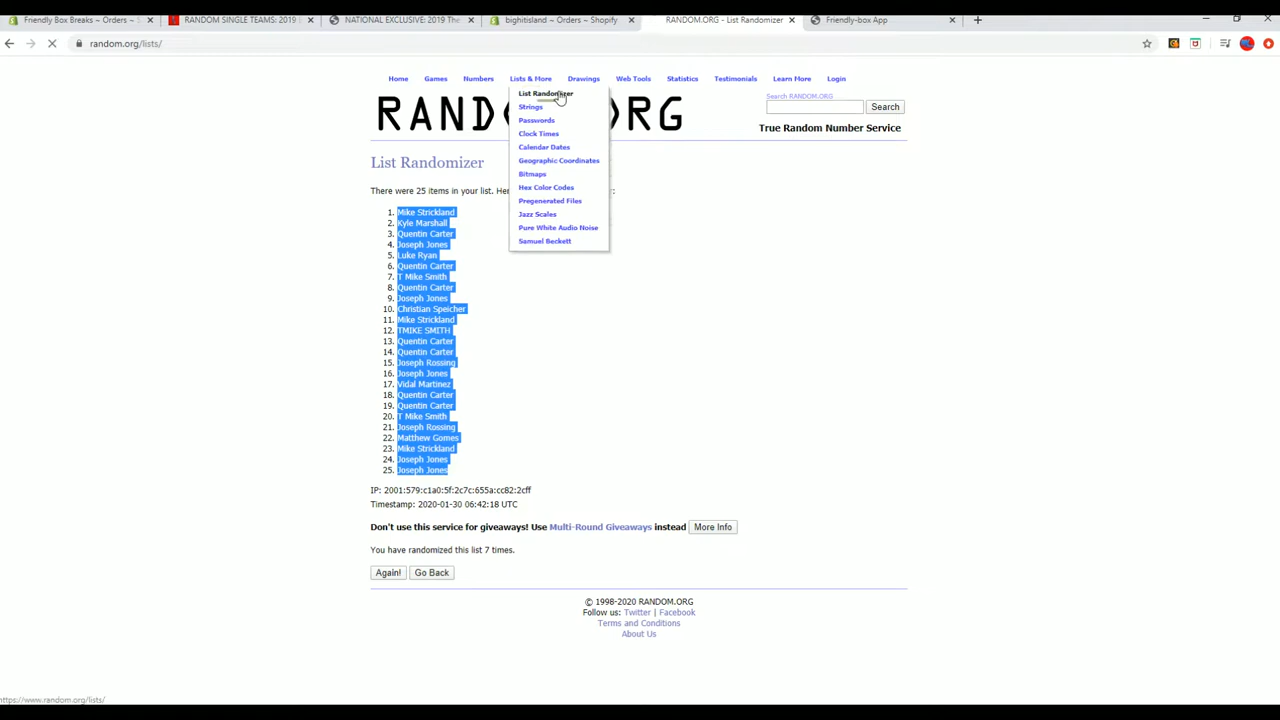 Friendly Box Breaks ~ Orders ~ S
RANDOM SINGLE TEAMS: 2019
NATIONAL EXCLUSIVE: 2019 The
bighitisland ~ Orders ~ Shopify
RANDOM.ORG - List Randomizer
Friendly-box App
random.org/lists/
Home Games Numbers Lists & More Drawings Web Tools Statistics Testimonials Learn More Login
List Randomizer
Strings
Passwords
Clock Times
Calendar Dates
Geographic Coordinates
Bitmaps
Hex Color Codes
Pregenerated Files
Jazz Scales
Pure White Audio Noise
Samuel Beckett
Search RANDOM.ORG
Search
True Random Number Service
List Randomizer
There were 25 items in your list. Her
1. Mike Strickland
2. Kyle Marshall
3. Quentin Carter
4. Joseph Jones
5. Luke Ryan
6. Quentin Carter
7. T Mike Smith
8. Quentin Carter
9. Joseph Jones
10. Christian Speicher
11. Mike Strickland
12. TMIKE SMITH
13. Quentin Carter
14. Quentin Carter
15. Joseph Rossing
16. Joseph Jones
17. Vidal Martinez
18. Quentin Carter
19. Quentin Carter
20. T Mike Smith
21. Joseph Rossing
22. Matthew Gomes
23. Mike Strickland
24. Joseph Jones
25. Joseph Jones
IP: 2001:579:c1a0:5f:2c7c:655a:cc82:2cff
Timestamp: 2020-01-30 06:42:18 UTC
Don't use this service for giveaways! Use Multi-Round Giveaways instead More Info
You have randomized this list 7 times.
Again! Go Back
© 1998-2020 RANDOM.ORG
Follow us: Twitter | Facebook
Terms and Conditions
About Us
https://www.random.org/lists/